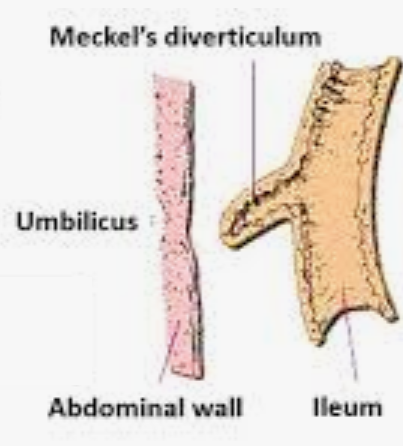 Meckel's diverticulum
Umbilicus
Abdominal wall
Ileum